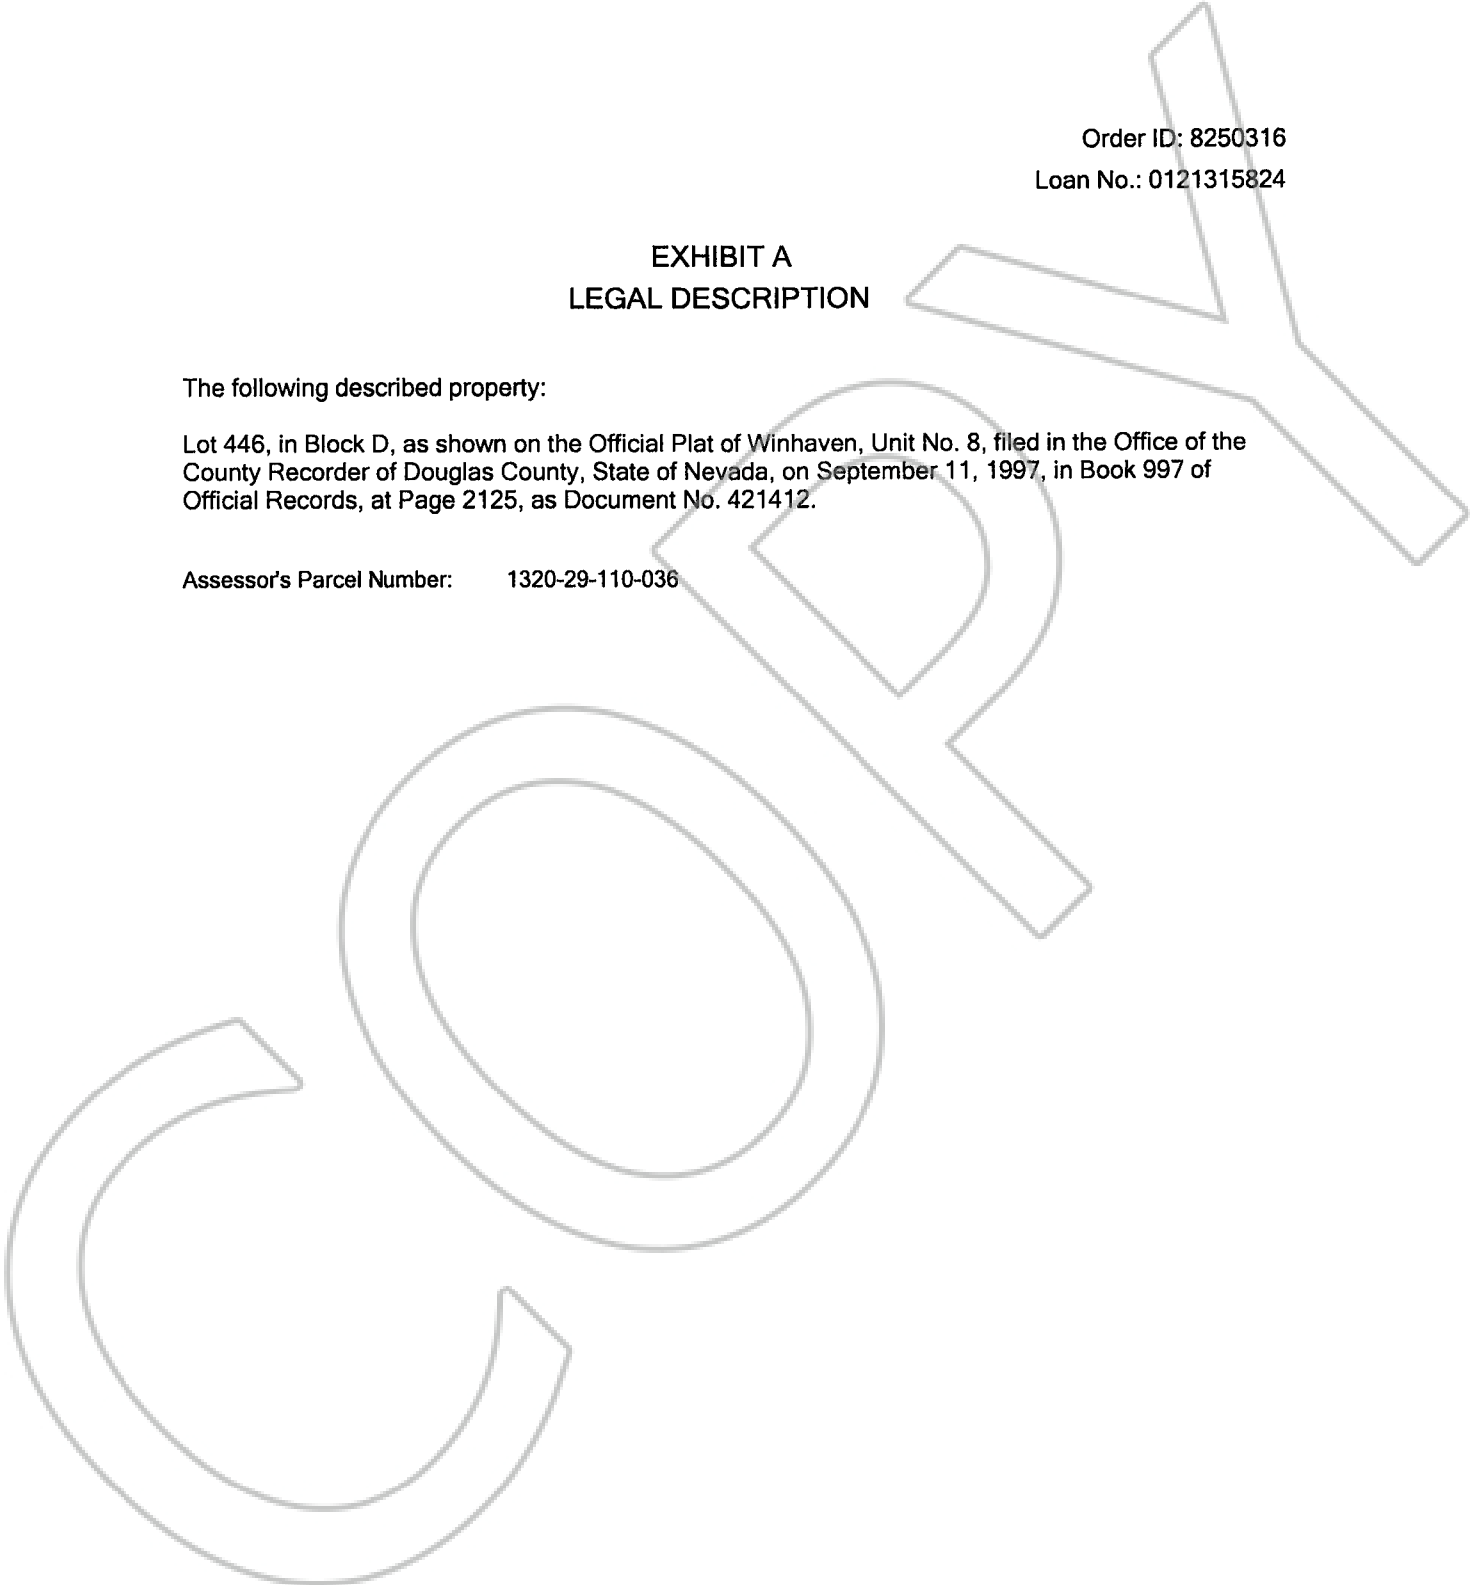 Order ID: 8250316
Loan No.: 0121315824
EXHIBIT A
LEGAL DESCRIPTION
The following described property:
Lot 446, in Block D, as shown on the Official Plat of Winhaven, Unit No. 8, filed in the Office of the
County Recorder of Douglas County, State of Nevada, on September 11, 1997, in Book 997 of
Official Records, at Page 2125, as Document No. 421412.
Assessor's Parcel Number: 1320-29-110-036
COPY